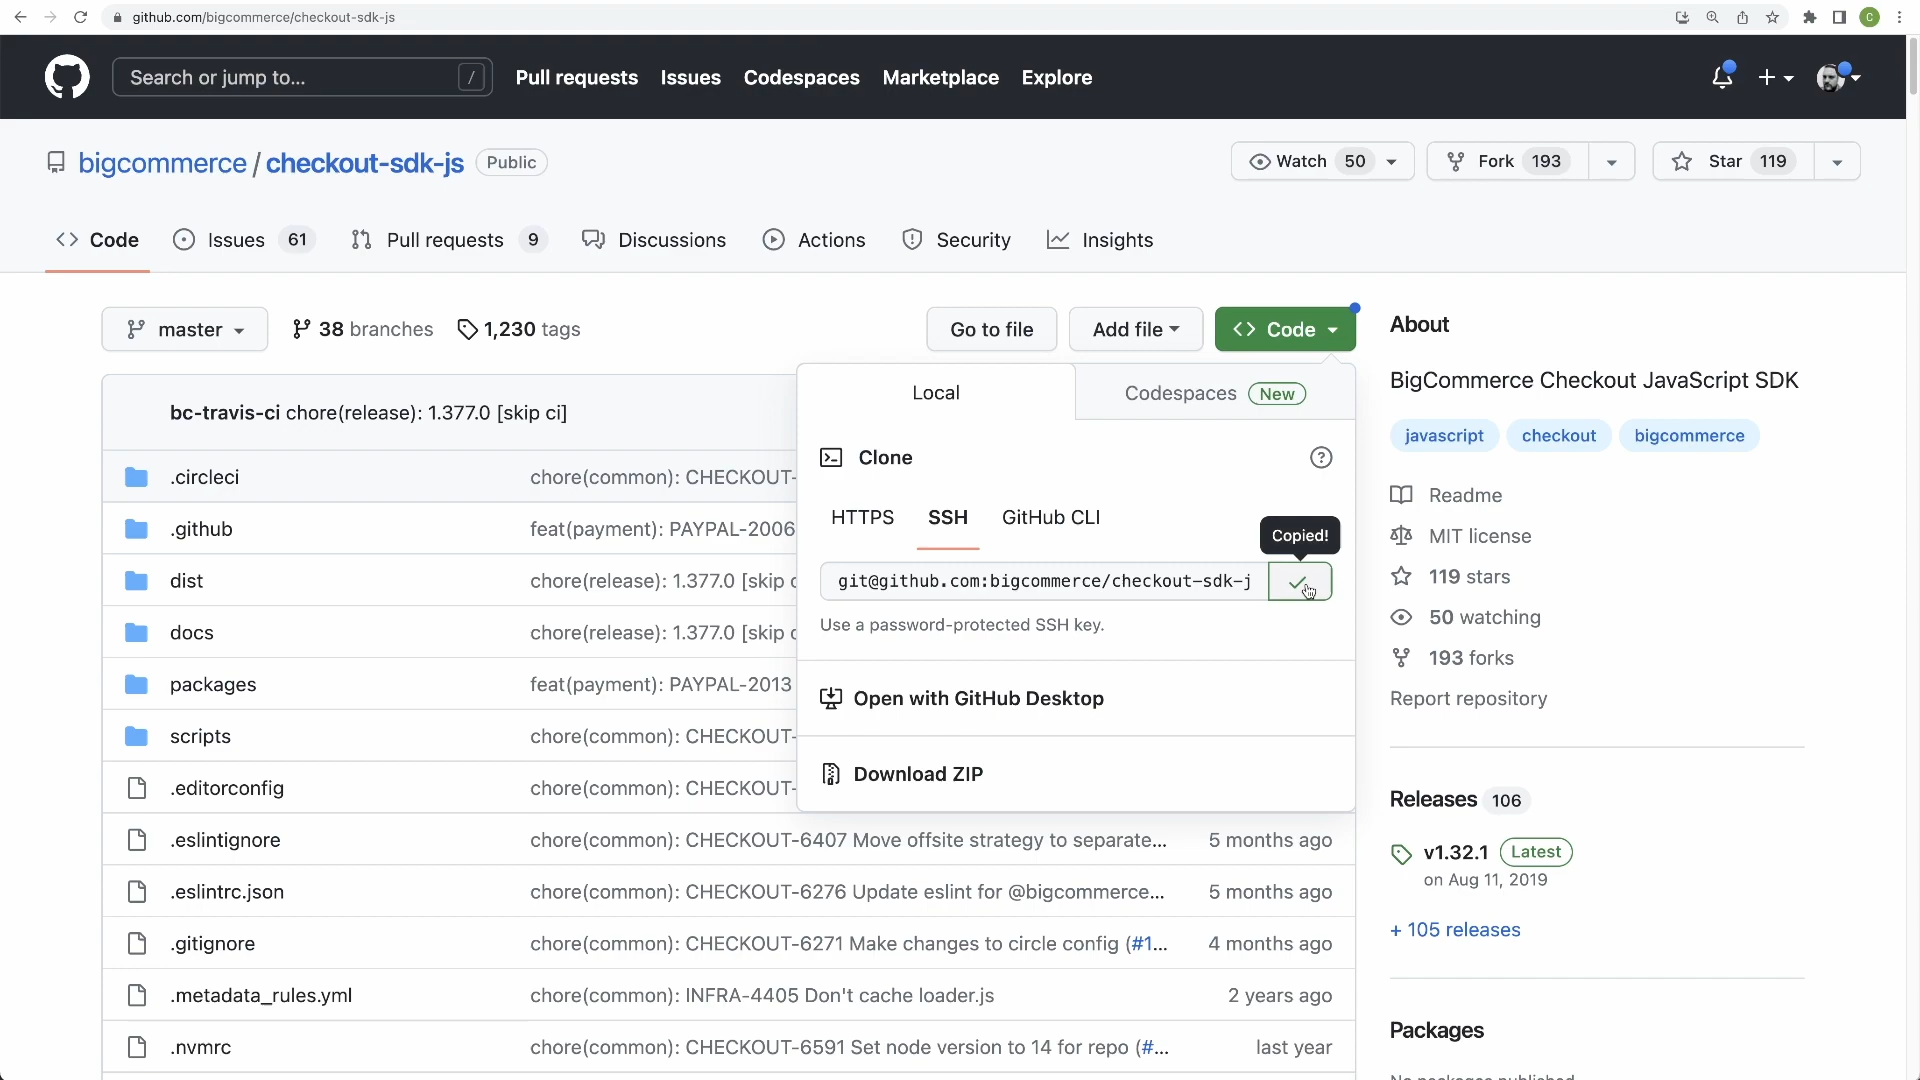 github.com/bigcommerce/checkout-sdk-js
C
Search or jump to...
/
Pull requests
Issues
Codespaces
Marketplace
Explore
bigcommerce / checkout-sdk-js
Public
Watch 50
Fork 193
Star 119
Code
Issues 61
Pull requests 9
Discussions
Actions
Security
Insights
master
38 branches
1,230 tags
Go to file
Add file
Code
bc-travis-ci chore(release): 1.377.0 [skip ci]
.circleci chore(common): CHECKOUT-
.github feat(payment): PAYPAL-2006
dist chore(release): 1.377.0 [skip
docs chore(release): 1.377.0 [skip
packages feat(payment): PAYPAL-2013
scripts chore(common): CHECKOUT-
.editorconfig chore(common): CHECKOUT-
.eslintignore chore(common): CHECKOUT-6407 Move offsite strategy to separate... 5 months ago
.eslintrc.json chore(common): CHECKOUT-6276 Update eslint for @bigcommerce... 5 months ago
.gitignore chore(common): CHECKOUT-6271 Make changes to circle config (#1... 4 months ago
.metadata_rules.yml chore(common): INFRA-4405 Don't cache loader.js 2 years ago
.nvmrc chore(common): CHECKOUT-6591 Set node version to 14 for repo (#... last year
Local
Codespaces New
Clone
HTTPS
SSH
GitHub CLI
Copied!
git@github.com:bigcommerce/checkout-sdk-j
Use a password-protected SSH key.
Open with GitHub Desktop
Download ZIP
About
BigCommerce Checkout JavaScript SDK
javascript
checkout
bigcommerce
Readme
MIT license
119 stars
50 watching
193 forks
Report repository
Releases 106
v1.32.1 Latest
on Aug 11, 2019
+ 105 releases
Packages